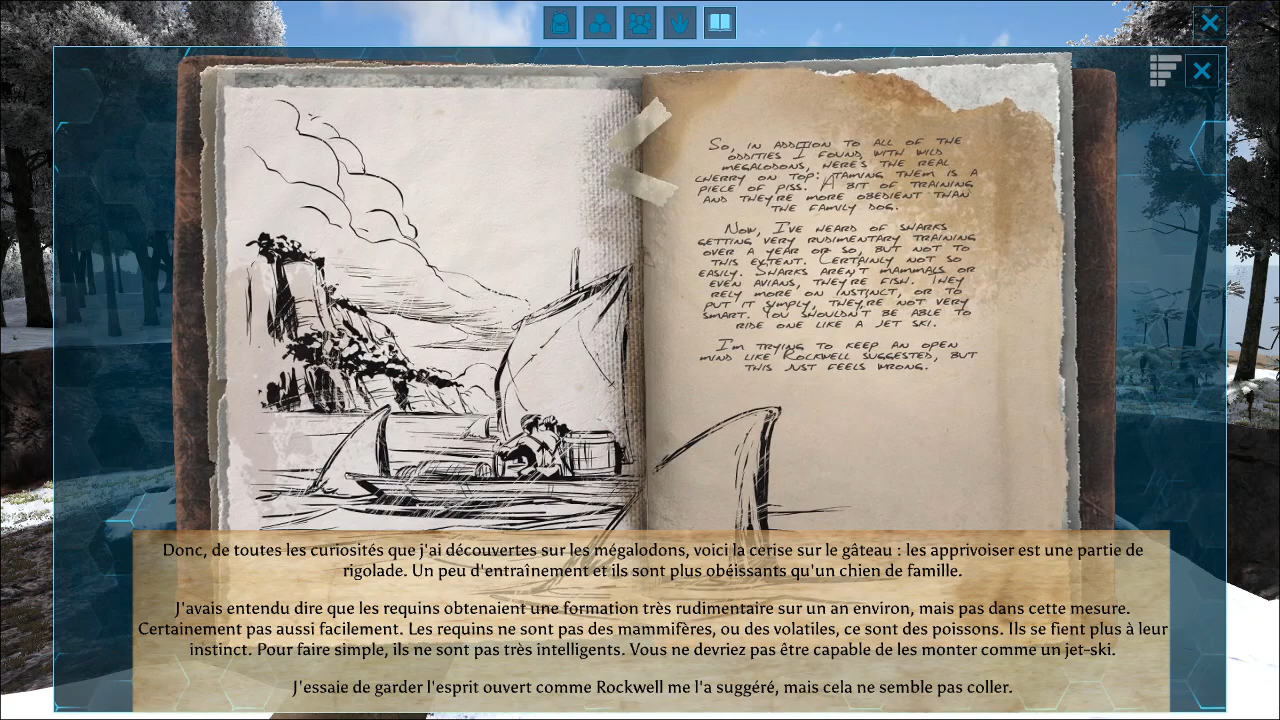 So, in addition to all of the
oddities I found with wild
megalodons, here's the real
cherry on top: taming them is a
piece of piss. A bit of training
and they're more obedient than
the family dog.
Now, I've heard of sharks
getting very rudimentary training
over a year or so, but not to
this extent. Certainly not so
easily. Sharks aren't mammals or
even avians, they're fish. They
rely more on instinct, or to
put it simply, they're not very
smart. You shouldn't be able to
ride one like a jet ski.
I'm trying to keep an open
mind like Rockwell suggested, but
this just feels wrong.
Donc, de toutes les curiosités que j'ai découvertes sur les mégalodons, voici la cerise sur le gâteau : les apprivoiser est une partie de
rigolade. Un peu d'entraînement et ils sont plus obéissants qu'un chien de famille.
J'avais entendu dire que les requins obtenaient une formation très rudimentaire sur un an environ, mais pas dans cette mesure.
Certainement pas aussi facilement. Les requins ne sont pas des mammifères, ou des volatiles, ce sont des poissons. Ils se fient plus à leur
instinct. Pour faire simple, ils ne sont pas très intelligents. Vous ne devriez pas être capable de les monter comme un jet-ski.
J'essaie de garder l'esprit ouvert comme Rockwell me l'a suggéré, mais cela ne semble pas coller.